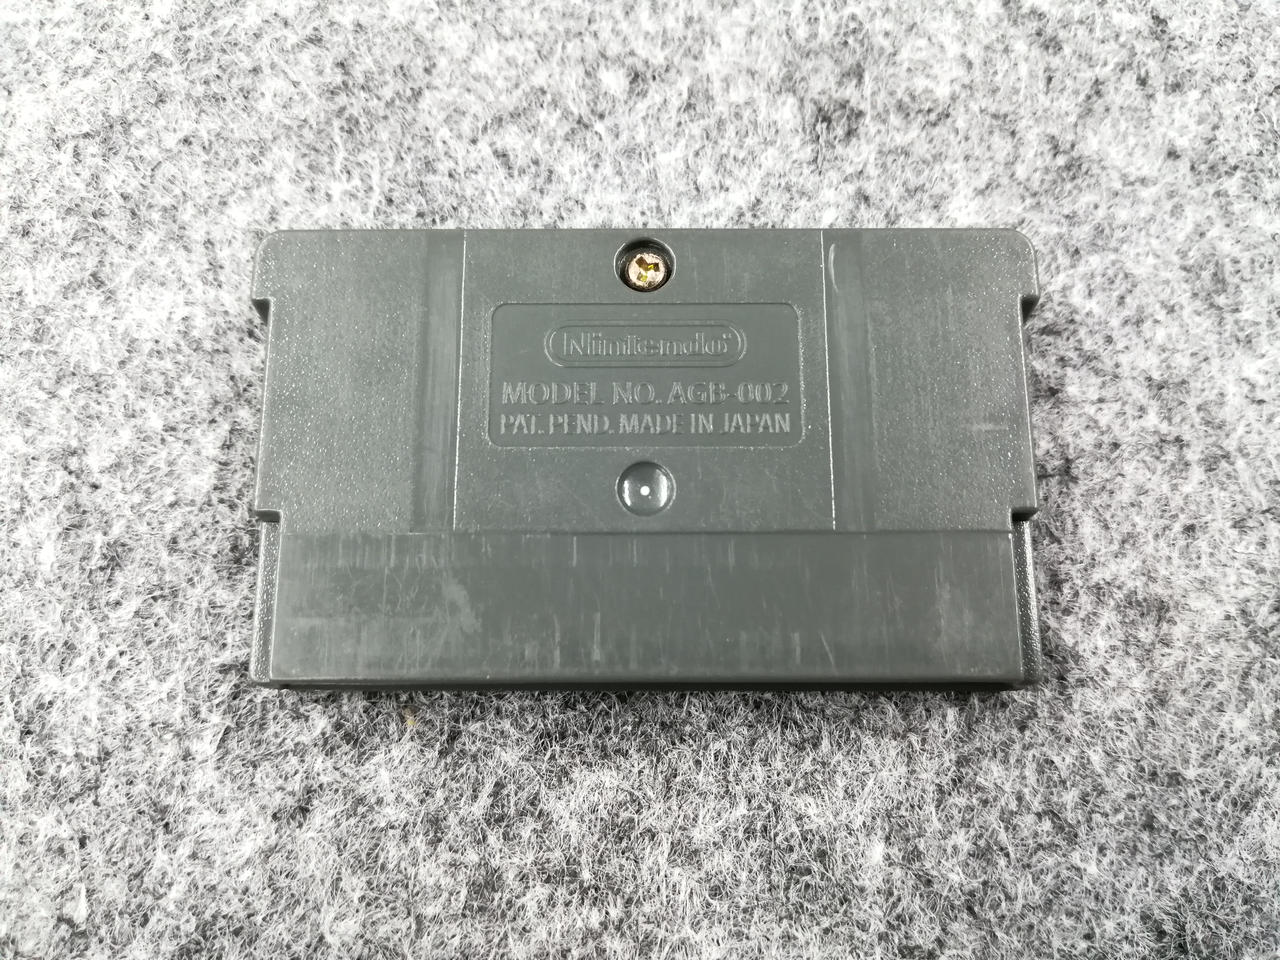 Nintendo
MODEL NO. AGB-002
PAT. PEND. MADE IN JAPAN